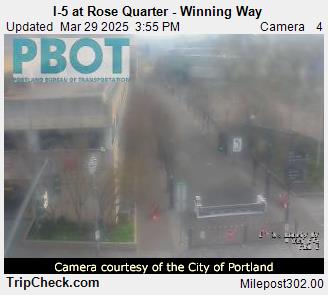 I-5 at Rose Quarter - Winning Way
Updated Mar 29 2025 3:55 PM Camera 4
PBOT
PORTLAND BUREAU OF TRANSPORTATION
Camera courtesy of the City of Portland
TripCheck.com Milepost302.00